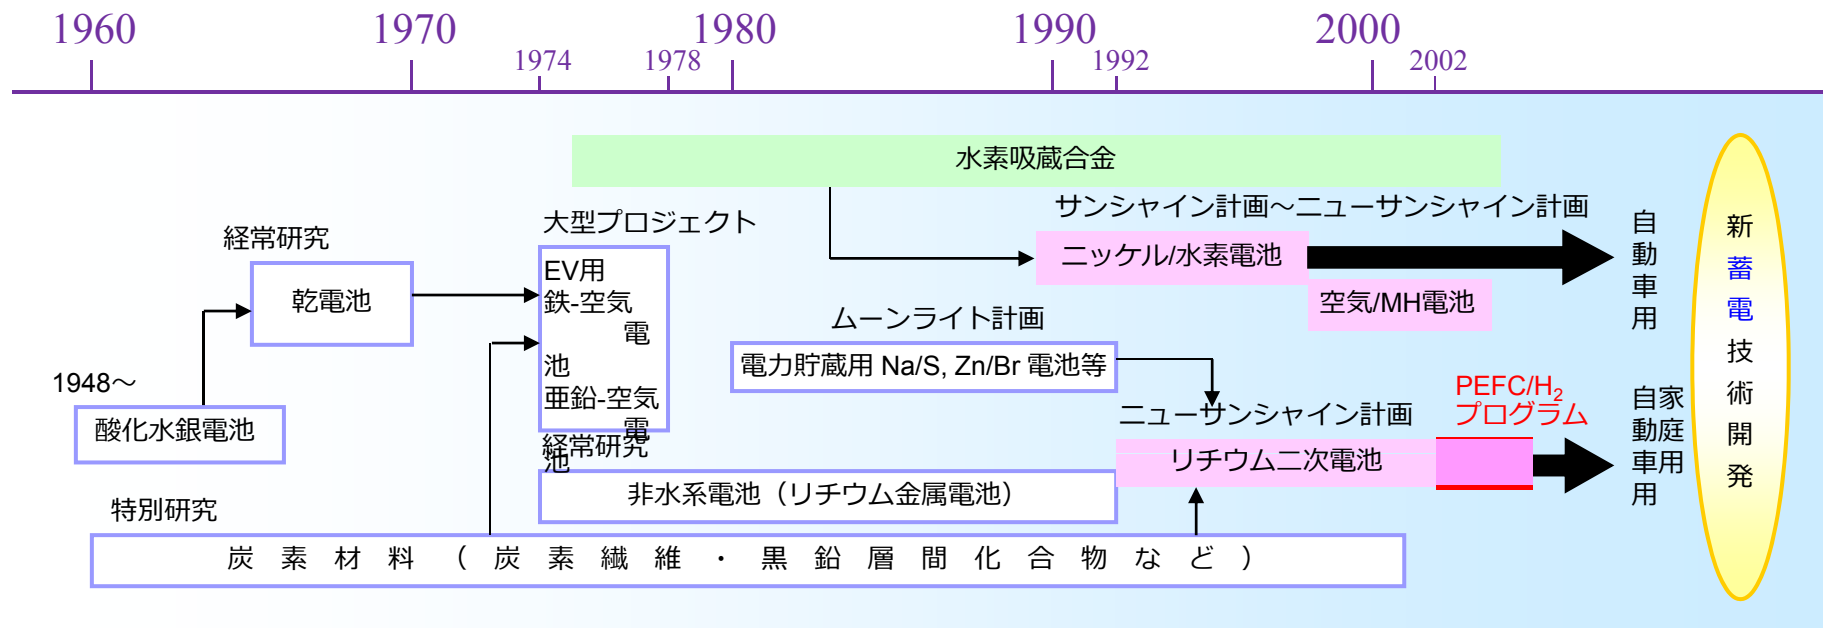 1960
1970
1980
1990
2000
1974
1978
1992
2002
水素吸蔵合金
サンシャイン計画～ニューサンシャイン計画
大型プロジェクト
経常研究
ニッケル/水素電池
EV用
鉄-空気
電
池
亜鉛-空気
電
池
乾電池
空気/MH電池
自動車用
ムーンライト計画
電力貯蔵用 Na/S, Zn/Br 電池等
1948～
酸化水銀電池
PEFC/H₂
プログラム
ニューサンシャイン計画
リチウム二次電池
自動車用
家庭用
経常研究
非水系電池（リチウム金属電池）
特別研究
炭素材料（炭素繊維・黒鉛層間化合物など）
新蓄電技術開発